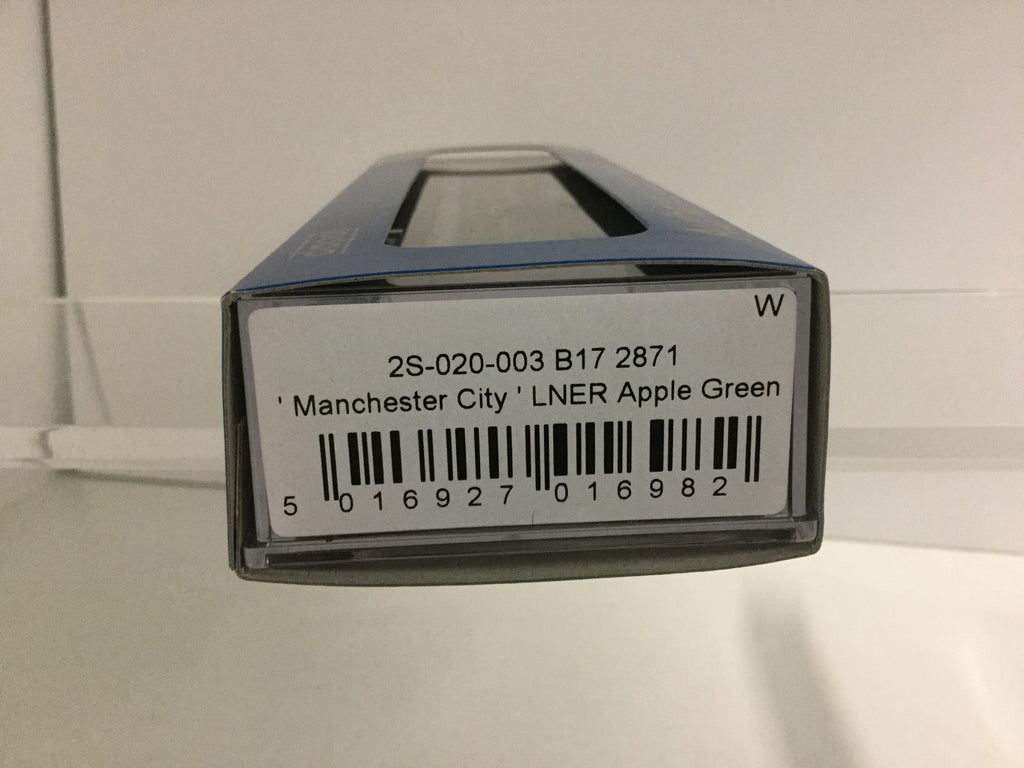 W
2S-020-003 B17 2871
' Manchester City ' LNER Apple Green
5 016927 016982